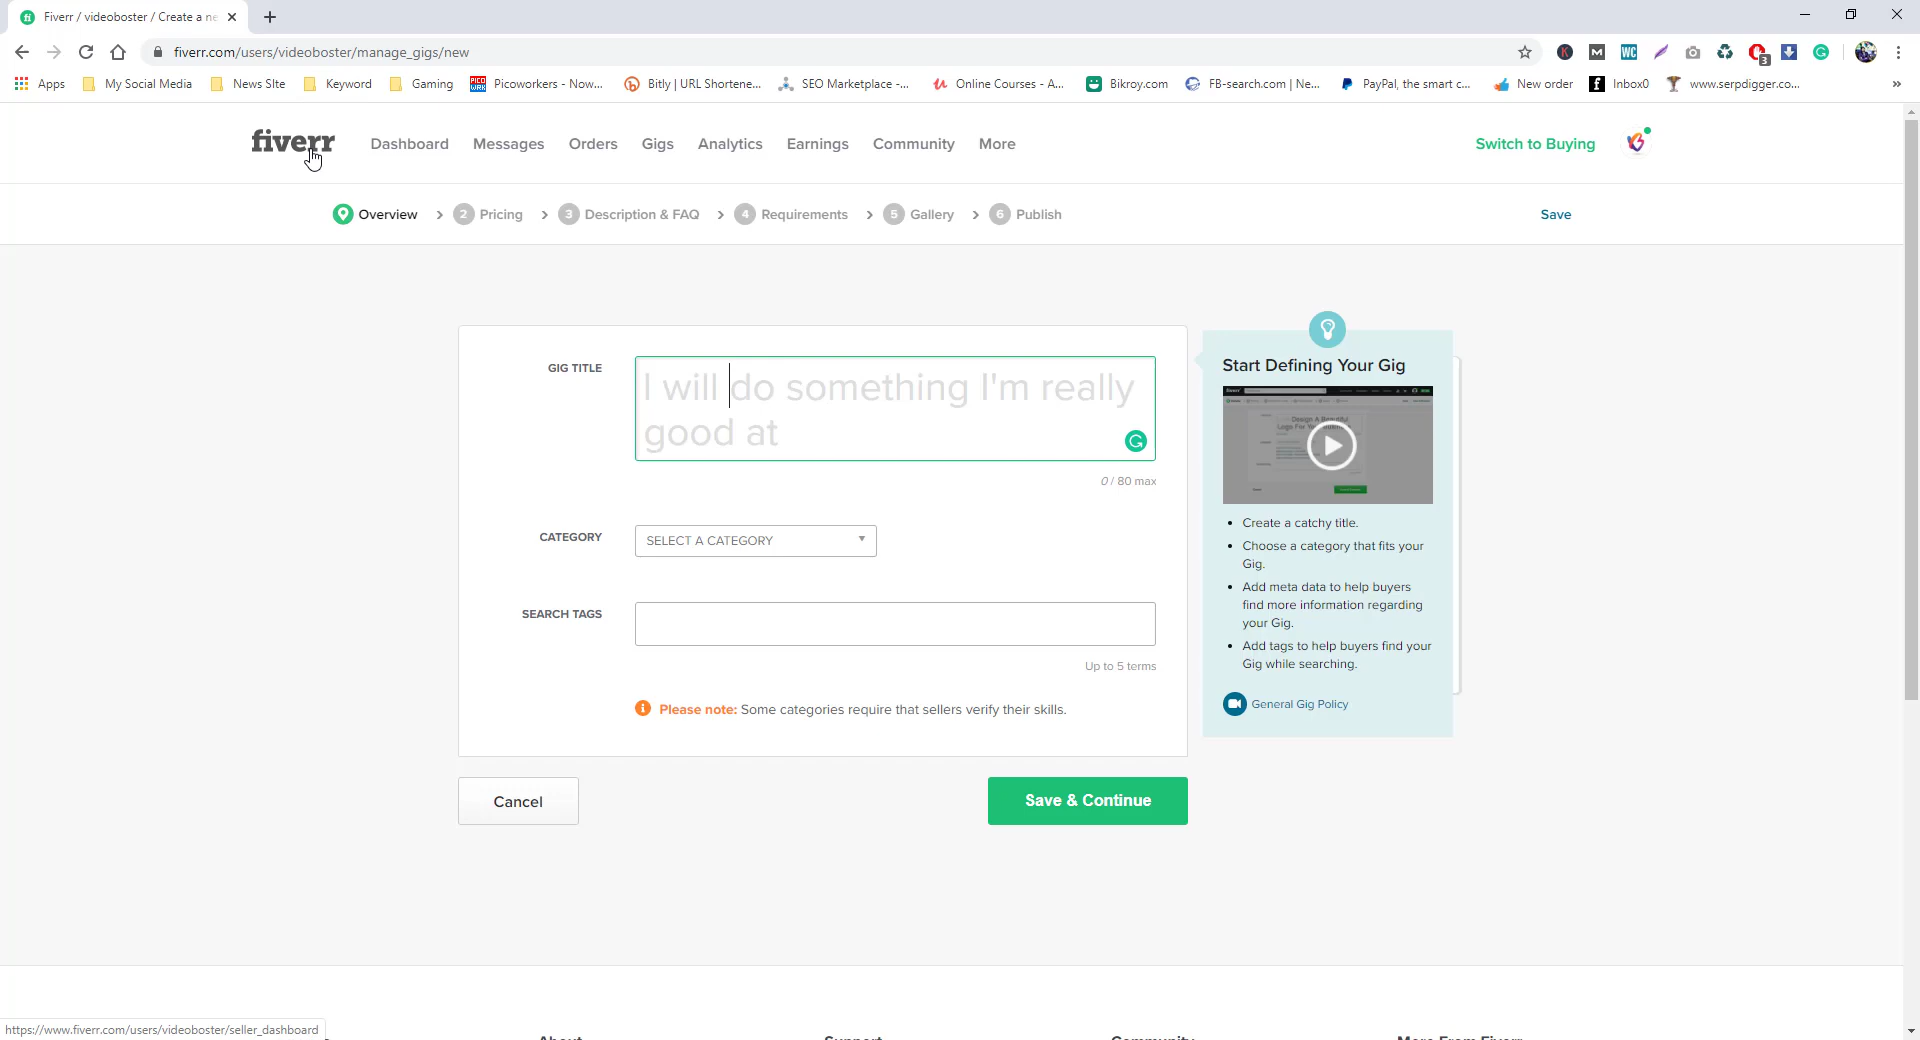 Fiverr / videoboster / Create a ne
fiverr.com/users/videoboster/manage_gigs/new
3
Apps My Social Media News SIte Keyword Gaming Picoworkers - Now... Bitly | URL Shortene... SEO Marketplace -... Online Courses - A... Bikroy.com FB-search.com | Ne... PayPal, the smart c... New order Inbox0 www.serpdigger.co... »
fiverr Dashboard Messages Orders Gigs Analytics Earnings Community More Switch to Buying
Overview > 2 Pricing > 3 Description & FAQ > 4 Requirements > 5 Gallery > 6 Publish Save
GIG TITLE
I will do something I'm really
good at
0 / 80 max
CATEGORY
SELECT A CATEGORY
SEARCH TAGS
Up to 5 terms
Please note: Some categories require that sellers verify their skills.
Cancel
Save & Continue
Start Defining Your Gig
• Create a catchy title.
• Choose a category that fits your
Gig.
• Add meta data to help buyers
find more information regarding
your Gig.
• Add tags to help buyers find your
Gig while searching.
General Gig Policy
https://www.fiverr.com/users/videoboster/seller_dashboard
About Support Community More From Fiverr